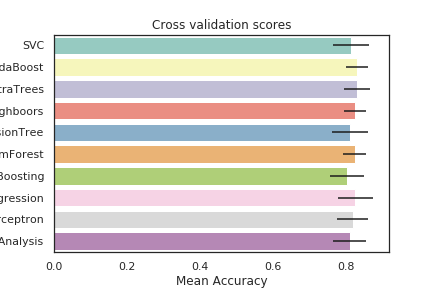 Cross validation scores
SVC
daBoost
traTrees
ghboors
sionTree
mForest
Boosting
gression
ceptron
Analysis
0.0 0.2 0.4 0.6 0.8
Mean Accuracy